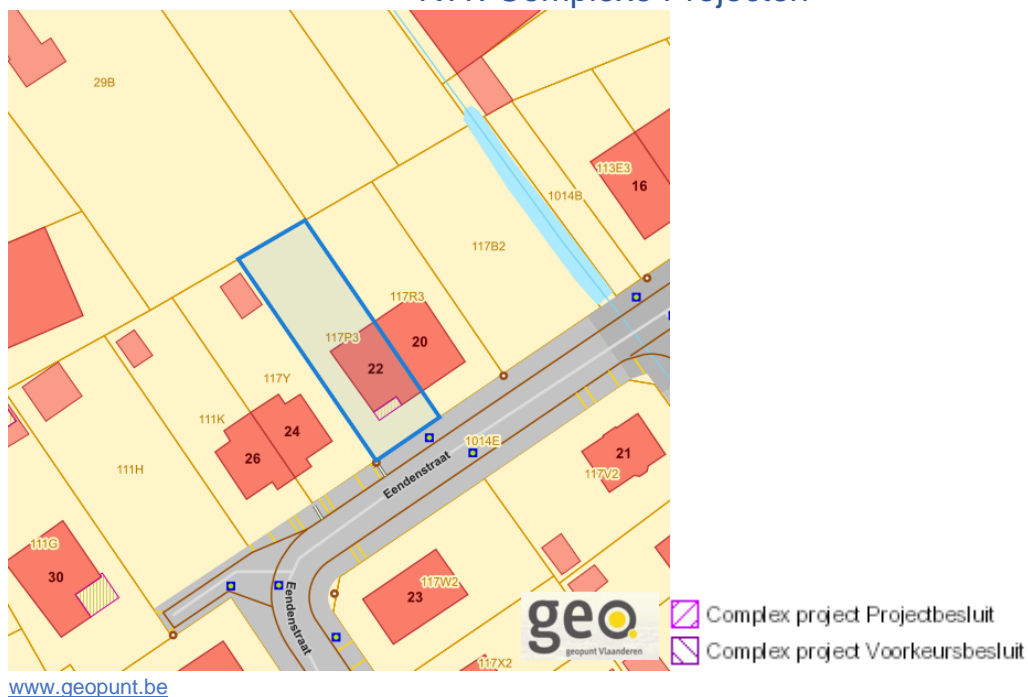 29B
113E3
16
1014B
117B2
117R3
117P3
20
22
117Y
24
111K
26
111H
1014E
Eendenstraat
21
117V2
111G
30
Eendenstraat
117W2
23
117X2
geo
geopunt Vlaanderen
Complex project Projectbesluit
Complex project Voorkeursbesluit
www.geopunt.be